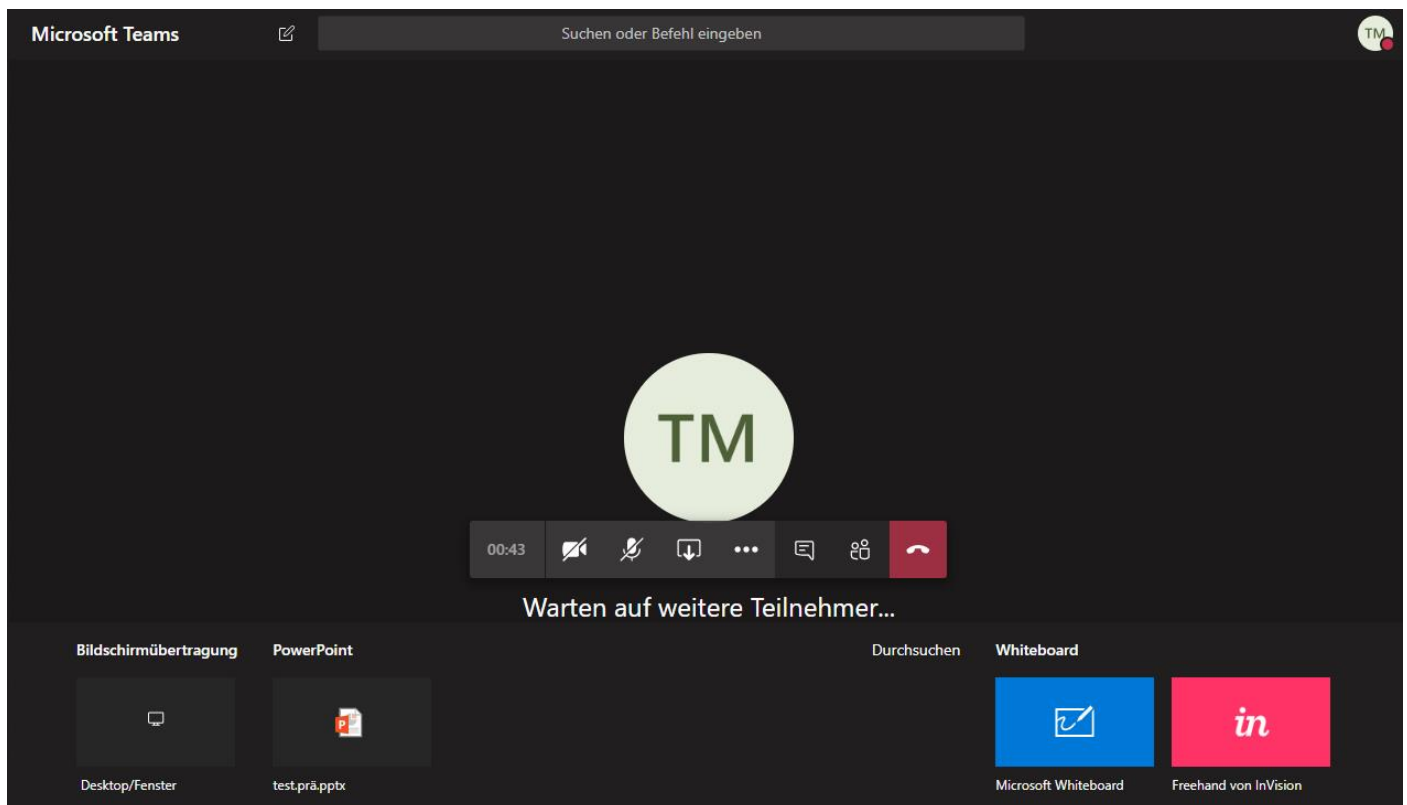 Microsoft Teams
Suchen oder Befehl eingeben
TM
TM
00:43
Warten auf weitere Teilnehmer...
Bildschirmübertragung PowerPoint Durchsuchen Whiteboard
P in
Desktop/Fenster test.prä.pptx Microsoft Whiteboard Freehand von InVision